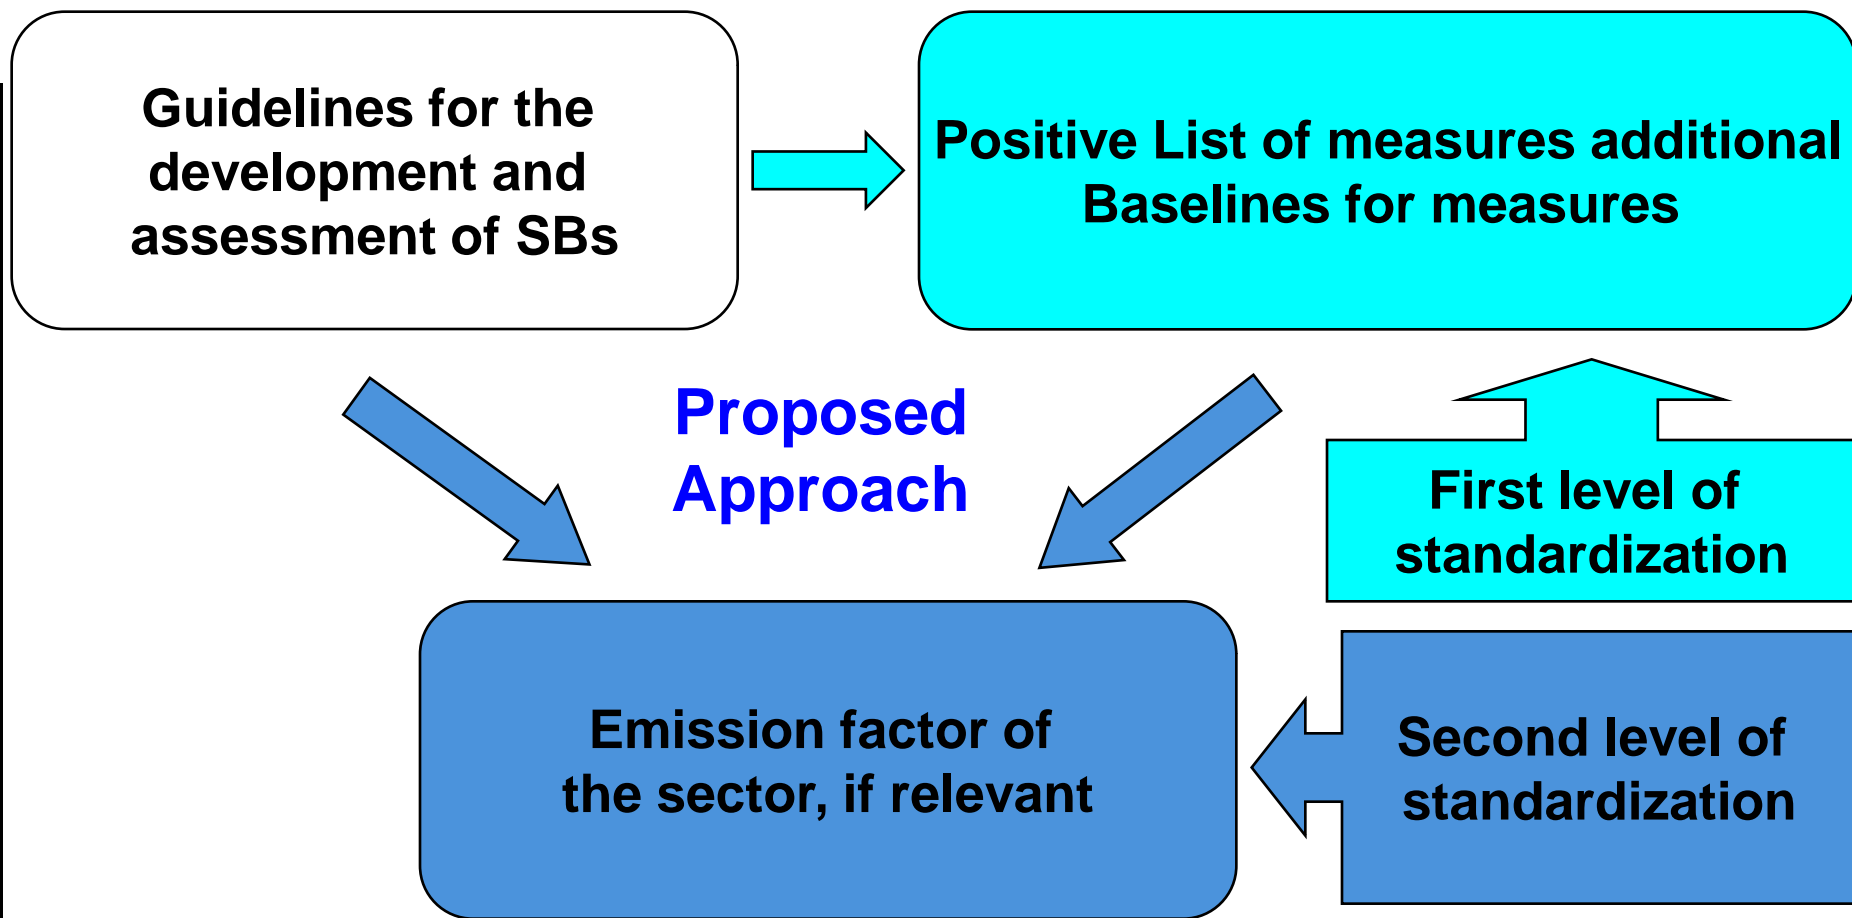 Guidelines for the
development and
assessment of SBs
Positive List of measures additional
Baselines for measures
Proposed
Approach
First level of
standardization
Emission factor of
the sector, if relevant
Second level of
standardization